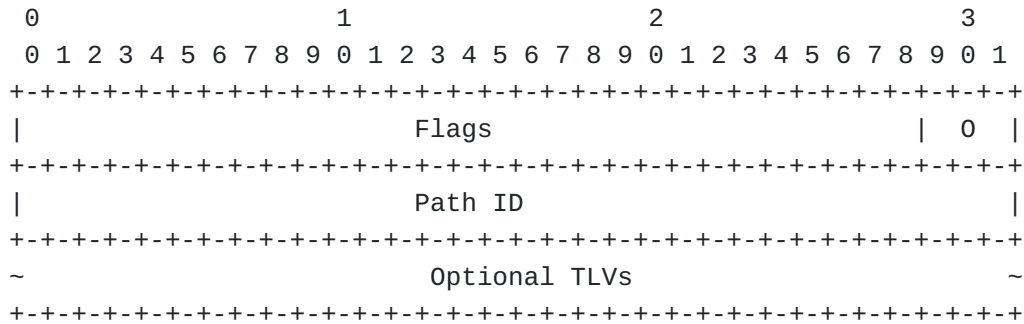 0                   1                   2                   3
 0 1 2 3 4 5 6 7 8 9 0 1 2 3 4 5 6 7 8 9 0 1 2 3 4 5 6 7 8 9 0 1
+-+-+-+-+-+-+-+-+-+-+-+-+-+-+-+-+-+-+-+-+-+-+-+-+-+-+-+-+-+-+-+-+
|                         Flags                           |  O  |
+-+-+-+-+-+-+-+-+-+-+-+-+-+-+-+-+-+-+-+-+-+-+-+-+-+-+-+-+-+-+-+-+
|                         Path ID                               |
+-+-+-+-+-+-+-+-+-+-+-+-+-+-+-+-+-+-+-+-+-+-+-+-+-+-+-+-+-+-+-+-+
~                          Optional TLVs                        ~
+-+-+-+-+-+-+-+-+-+-+-+-+-+-+-+-+-+-+-+-+-+-+-+-+-+-+-+-+-+-+-+-+